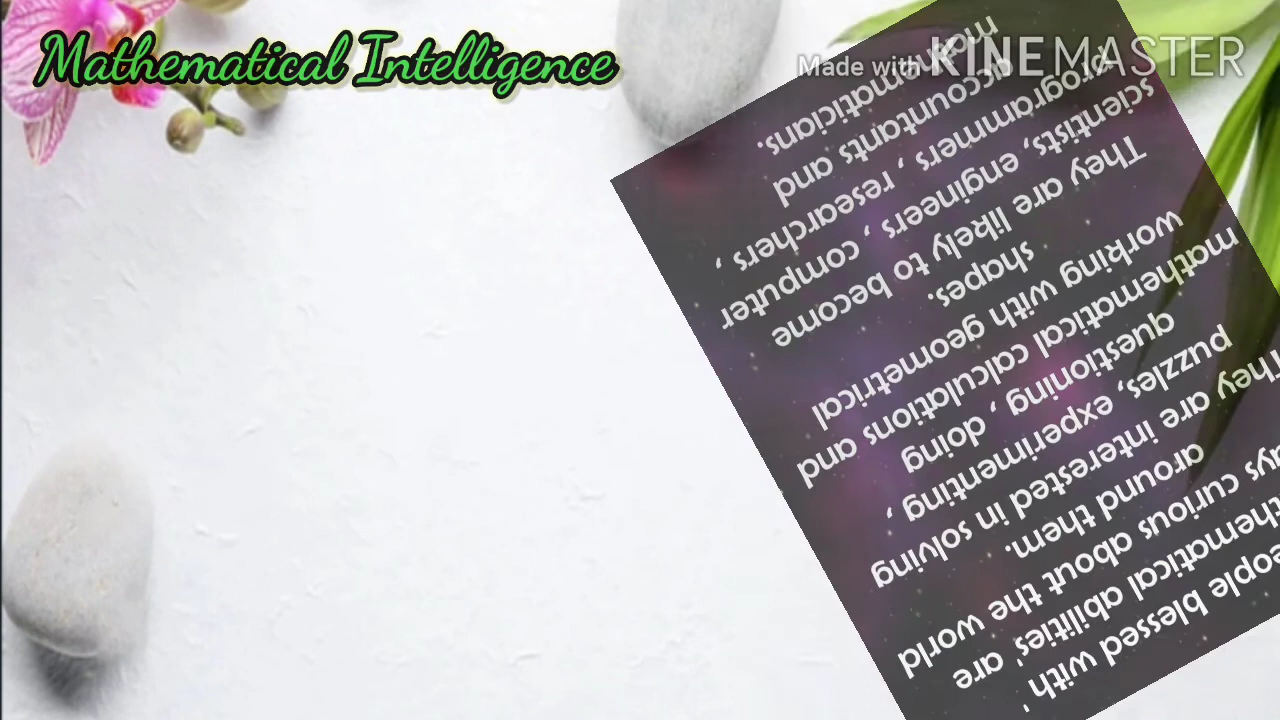 Mathematical Intelligence
Made with KINEMASTER
people blessed with '
mathematical abilities' are
always curious about the world
around them.
They are interested in solving
puzzles, experimenting ,
questioning , doing
mathematical calculations and
working with geometrical
shapes.
They are likely to become
scientists, engineers , computer
programmers , researchers ,
accountants and
mathematicians.